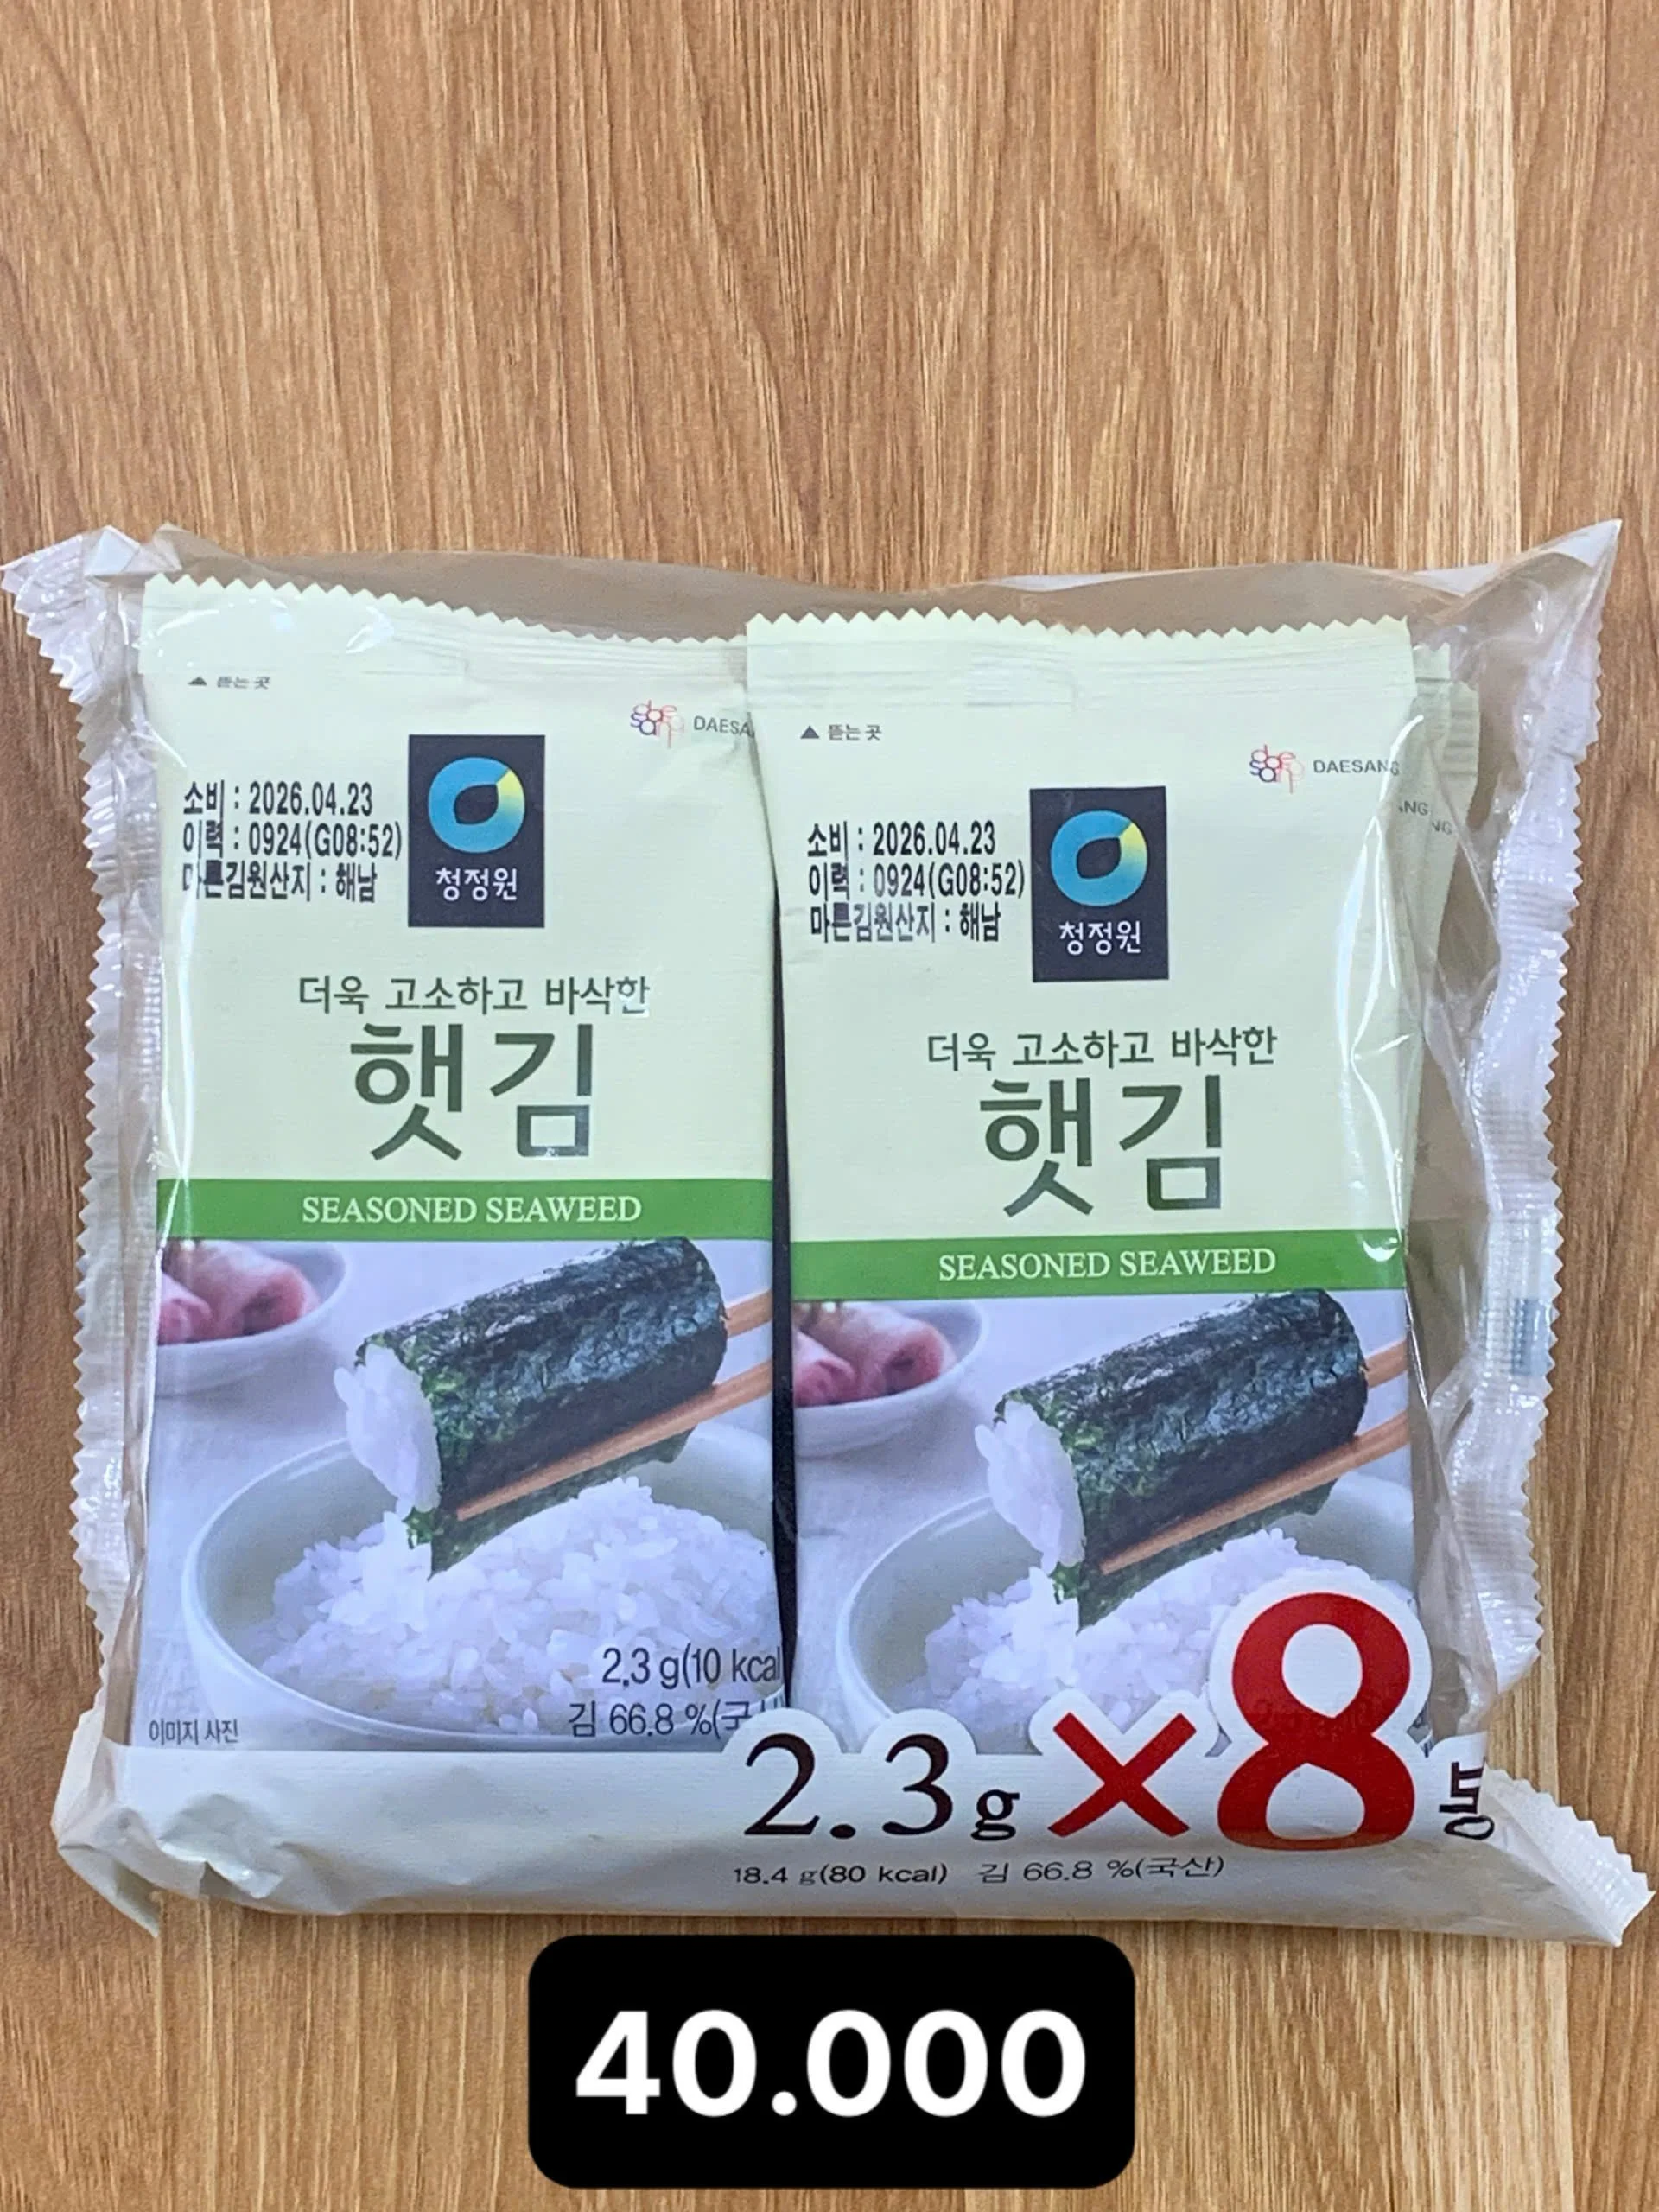 ▲ 뜯는 곳
DAESA
소비 : 2026.04.23
이력 : 0924(G08:52)
마른김원산지 : 해남
청정원
더욱 고소하고 바삭한
햇김
SEASONED SEAWEED
2.3 g(10 kcal
김 66.8 %(국
이미지 사진
▲ 뜯는 곳
DAESANG
소비 : 2026.04.23
이력 : 0924(G08:52)
마른김원산지 : 해남
청정원
더욱 고소하고 바삭한
햇김
SEASONED SEAWEED
2.3 g × 8
18.4 g(80 kcal) 김 66.8 %(국산)
40.000